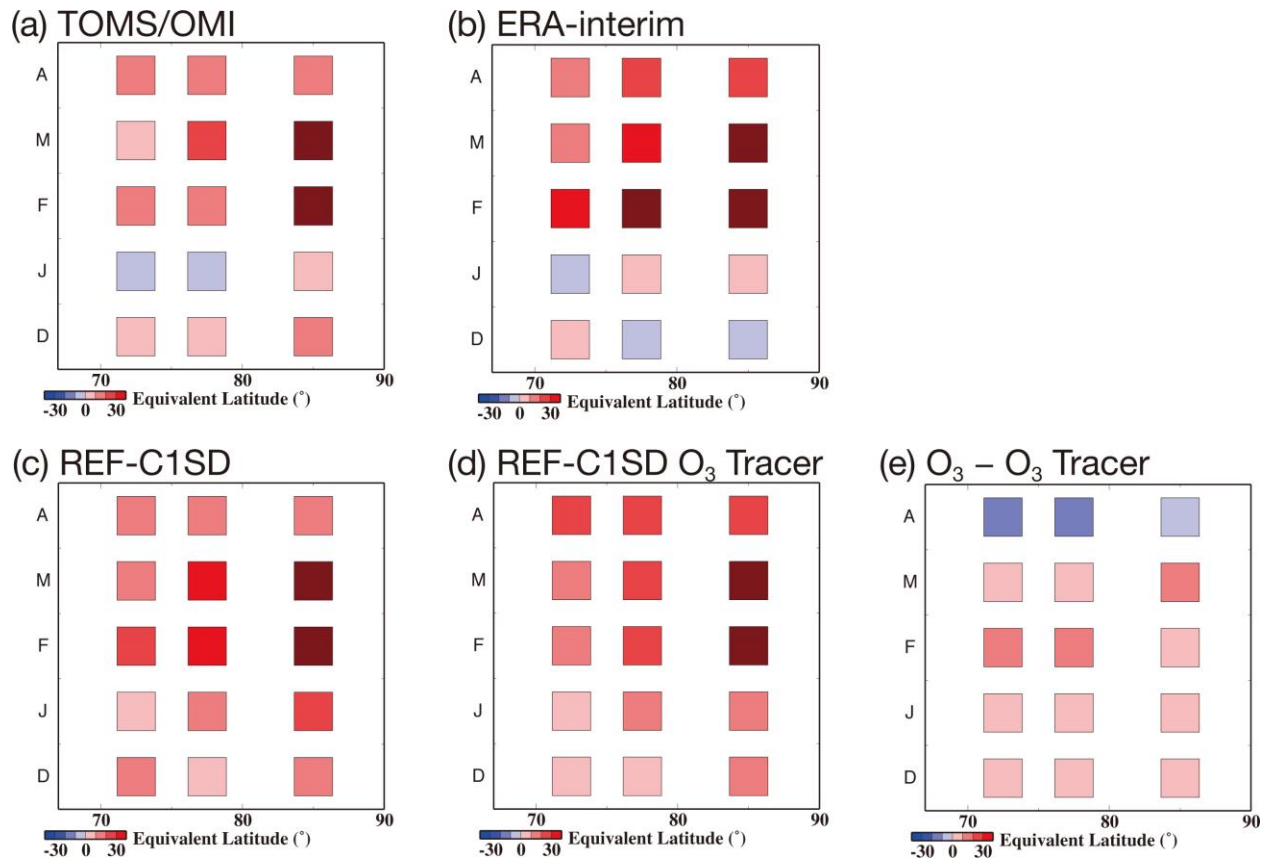 (a) TOMS/OMI
A
M
F
J
D
70 80 90
-30 0 30 Equivalent Latitude (°)
(b) ERA-interim
A
M
F
J
D
70 80 90
-30 0 30 Equivalent Latitude (°)
(c) REF-C1SD
A
M
F
J
D
70 80 90
-30 0 30 Equivalent Latitude (°)
(d) REF-C1SD O₃ Tracer
A
M
F
J
D
70 80 90
-30 0 30 Equivalent Latitude (°)
(e) O₃ – O₃ Tracer
A
M
F
J
D
70 80 90
-30 0 30 Equivalent Latitude (°)